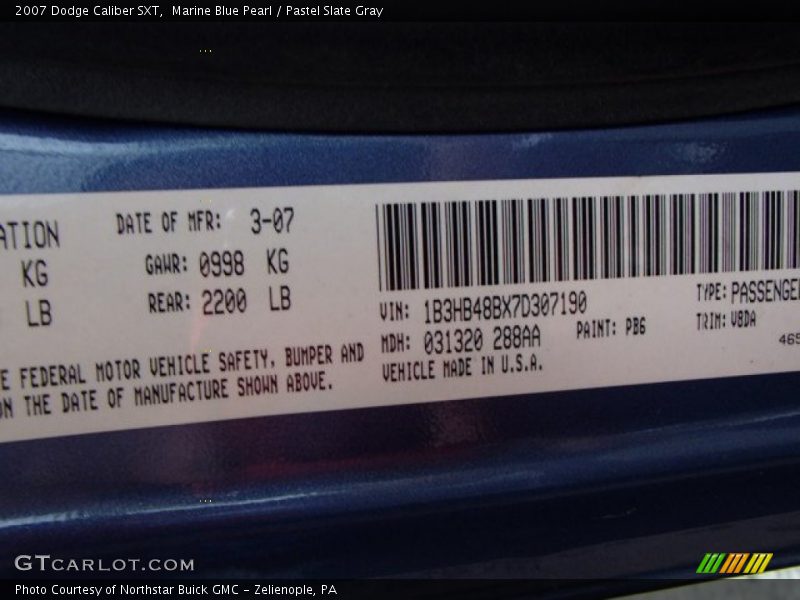 2007 Dodge Caliber SXT, Marine Blue Pearl / Pastel Slate Gray
ATION DATE OF MFR: 3-07
KG GAWR: 0998 KG
LB REAR: 2200 LB
E FEDERAL MOTOR VEHICLE SAFETY, BUMPER AND
ON THE DATE OF MANUFACTURE SHOWN ABOVE.
VIN: 1B3HB48BX7D307190 TYPE: PASSENGE
MDH: 031320 288AA PAINT: PB6 TRIM: V8DA
VEHICLE MADE IN U.S.A. 465
GTCARLOT.COM
Photo Courtesy of Northstar Buick GMC - Zelienople, PA